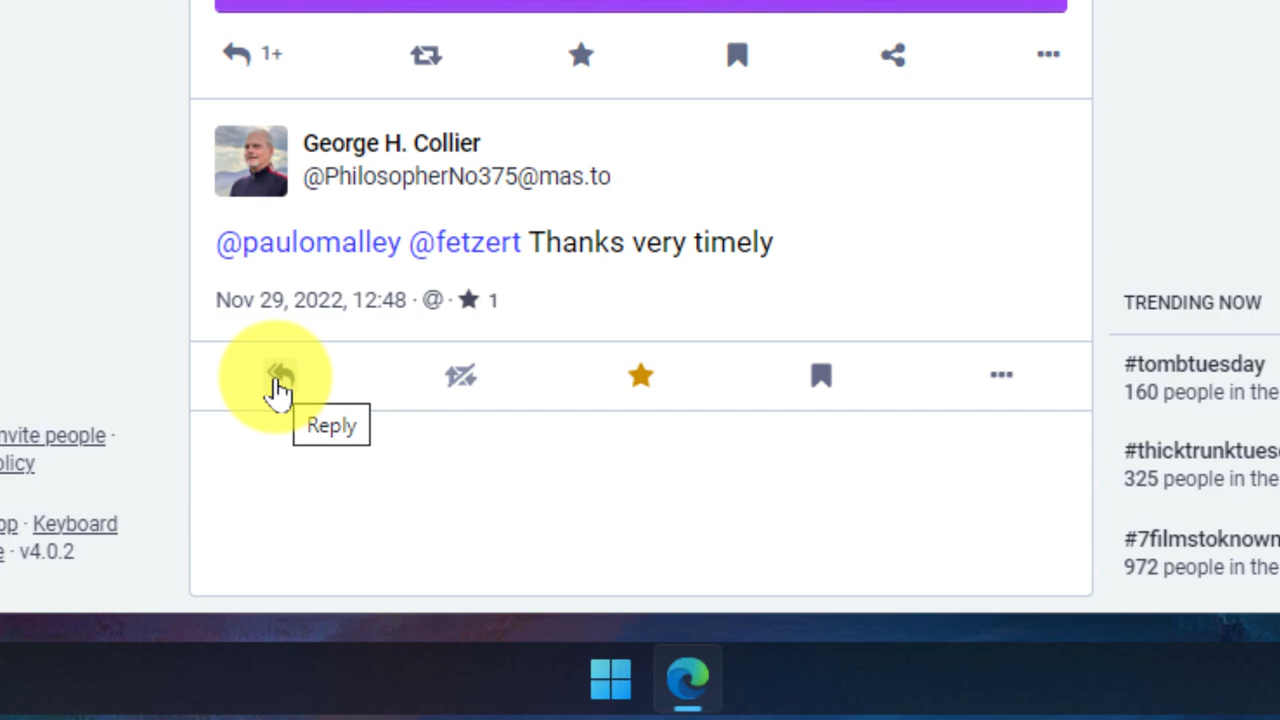 1+
George H. Collier
@PhilosopherNo375@mas.to
@paulomalley @fetzert Thanks very timely
Nov 29, 2022, 12:48 · @ · ★ 1
Reply
nvite people ·
olicy
op · Keyboard
e · v4.0.2
TRENDING NOW
#tombtuesday
160 people in the
#thicktrunktues
325 people in the
#7filmstoknown
972 people in the